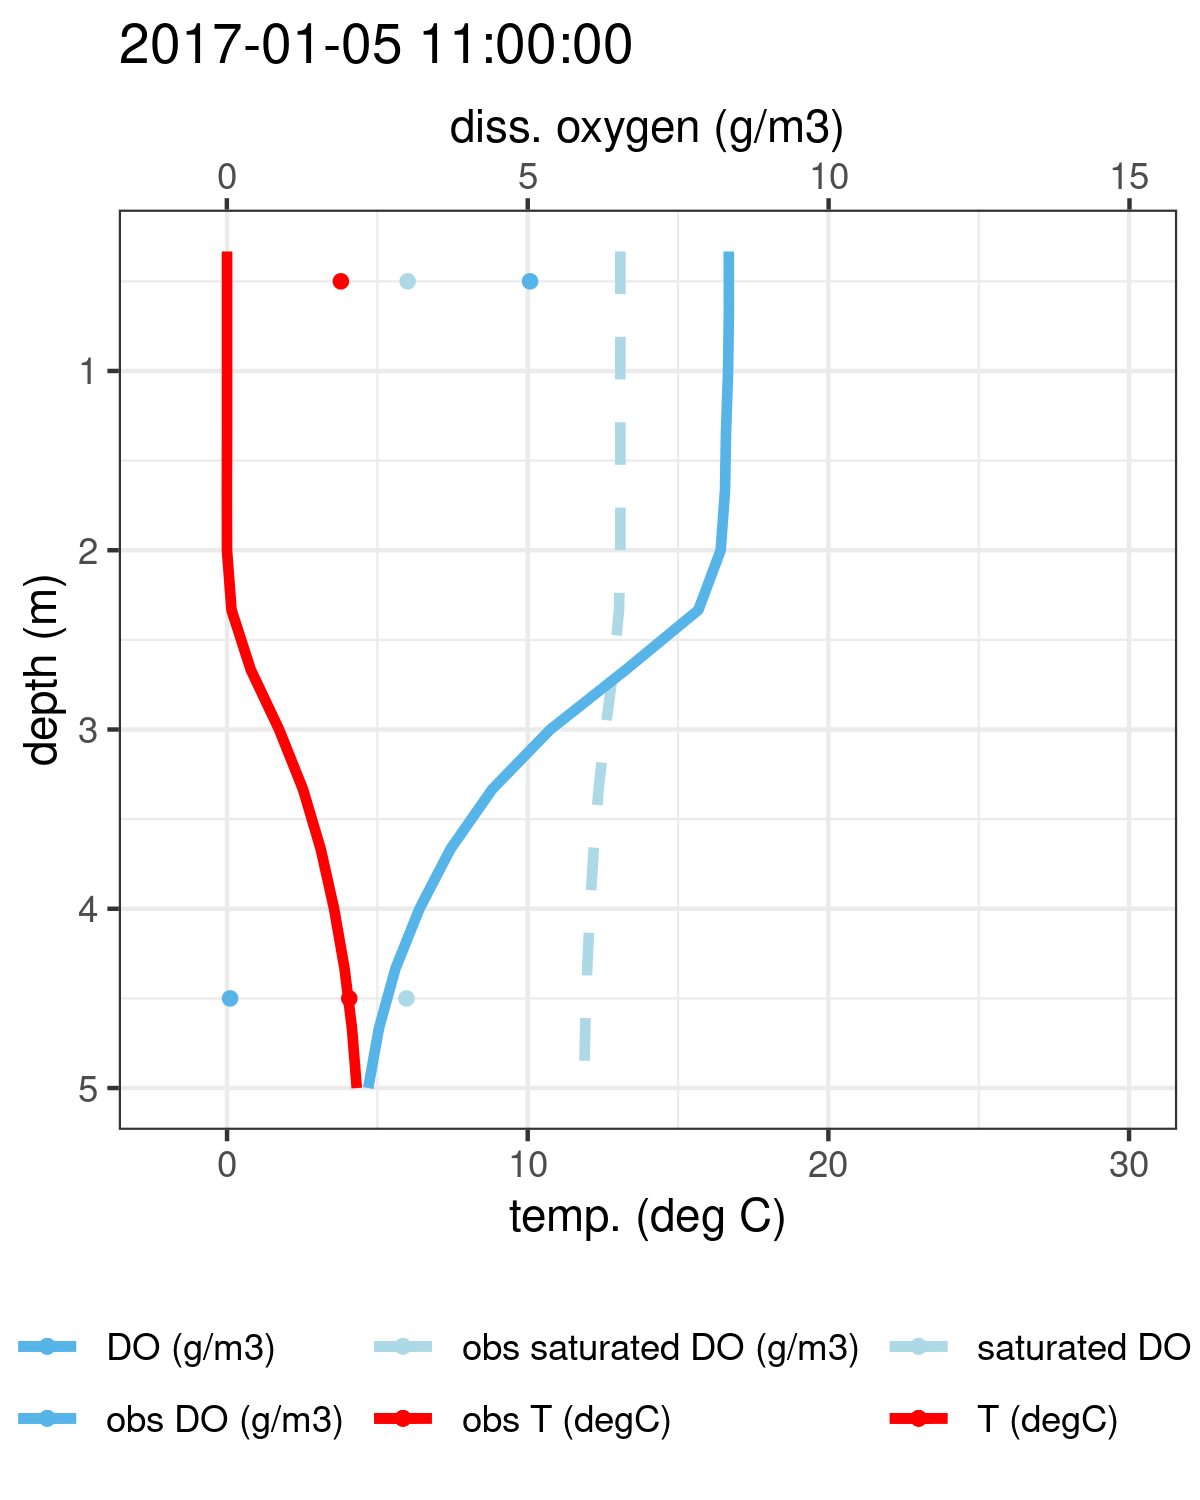 2017-01-05 11:00:00
diss. oxygen (g/m3)
0 5 10 15
depth (m)
1
2
3
4
5
0 10 20 30
temp. (deg C)
DO (g/m3) obs saturated DO (g/m3) saturated DO
obs DO (g/m3) obs T (degC) T (degC)